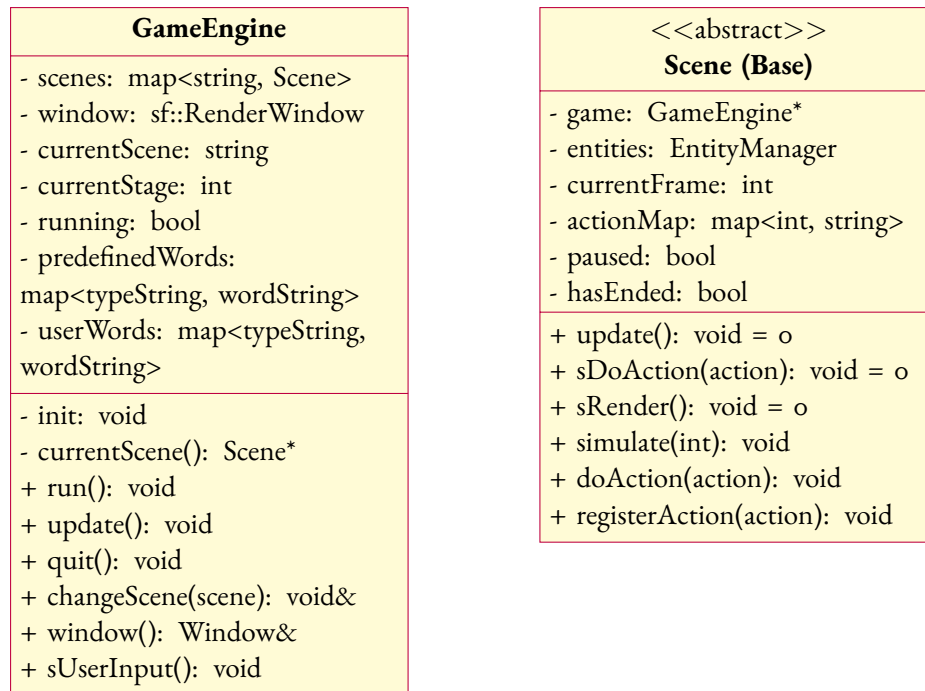 GameEngine
- scenes: map<string, Scene>
- window: sf::RenderWindow
- currentScene: string
- currentStage: int
- running: bool
- predefinedWords:
map<typeString, wordString>
- userWords: map<typeString,
wordString>
- init: void
- currentScene(): Scene*
+ run(): void
+ update(): void
+ quit(): void
+ changeScene(scene): void&
+ window(): Window&
+ sUserInput(): void
<<abstract>>
Scene (Base)
- game: GameEngine*
- entities: EntityManager
- currentFrame: int
- actionMap: map<int, string>
- paused: bool
- hasEnded: bool
+ update(): void = 0
+ sDoAction(action): void = 0
+ sRender(): void = 0
+ simulate(int): void
+ doAction(action): void
+ registerAction(action): void